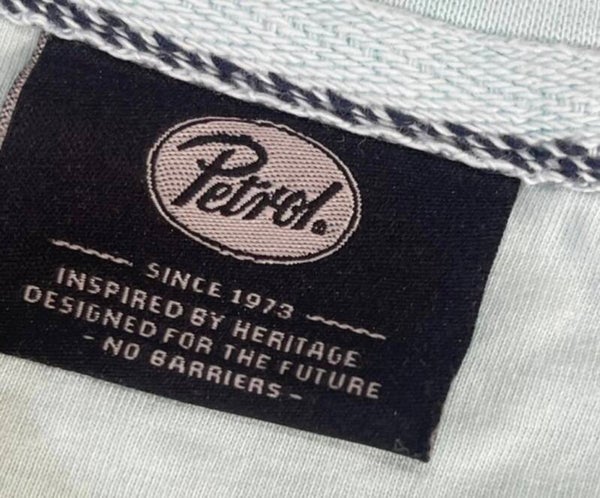 Petrol®
SINCE 1973
INSPIRED BY HERITAGE
DESIGNED FOR THE FUTURE
- NO BARRIERS -